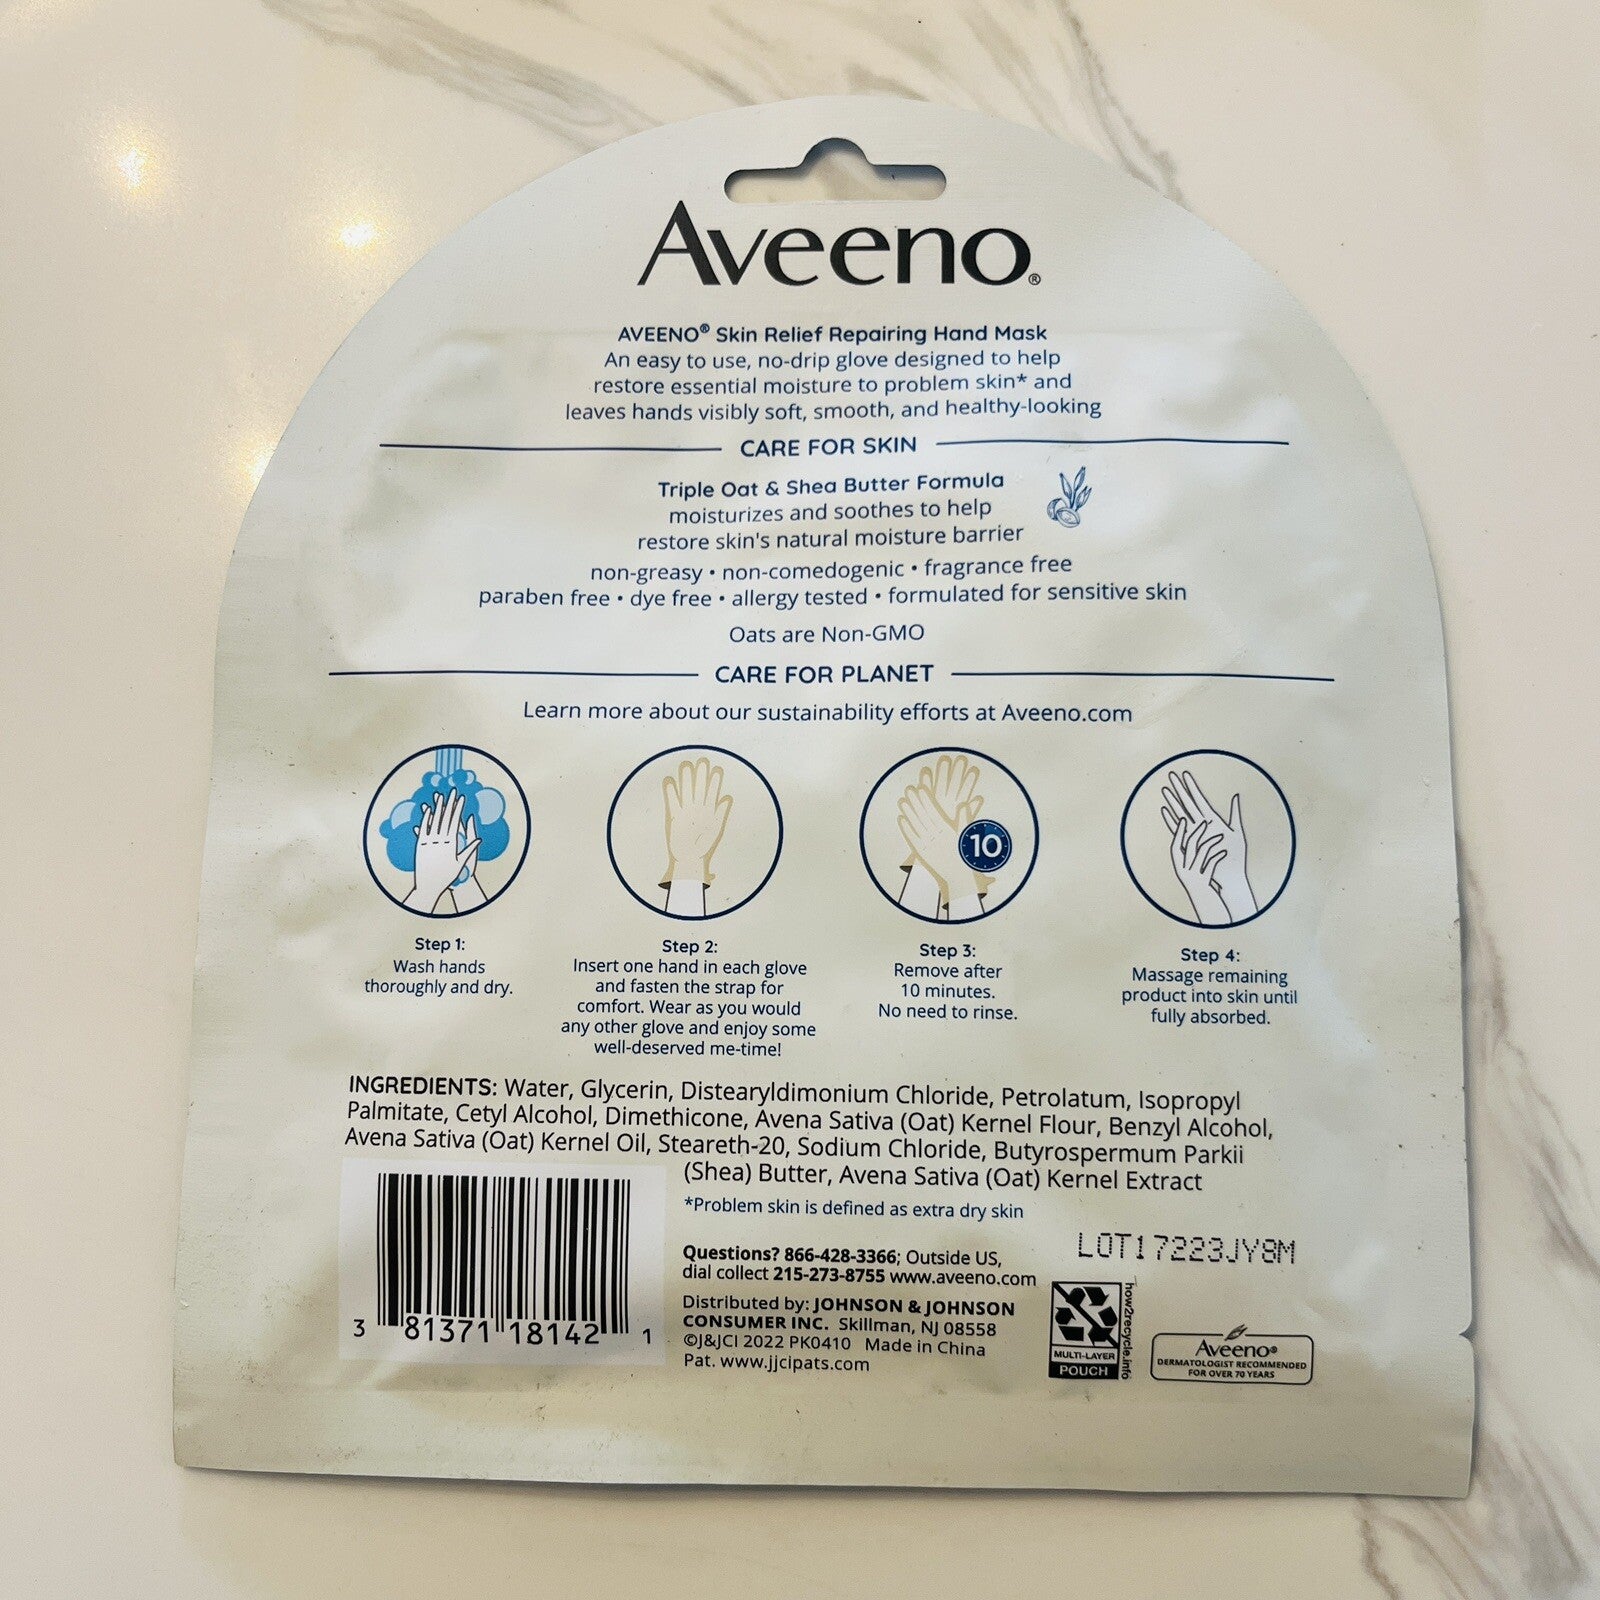 Aveeno®
AVEENO® Skin Relief Repairing Hand Mask
An easy to use, no-drip glove designed to help
restore essential moisture to problem skin* and
leaves hands visibly soft, smooth, and healthy-looking
CARE FOR SKIN
Triple Oat & Shea Butter Formula
moisturizes and soothes to help
restore skin's natural moisture barrier
non-greasy • non-comedogenic • fragrance free
paraben free • dye free • allergy tested • formulated for sensitive skin
Oats are Non-GMO
CARE FOR PLANET
Learn more about our sustainability efforts at Aveeno.com
10
Step 1:
Wash hands
thoroughly and dry.
Step 2:
Insert one hand in each glove
and fasten the strap for
comfort. Wear as you would
any other glove and enjoy some
well-deserved me-time!
Step 3:
Remove after
10 minutes.
No need to rinse.
Step 4:
Massage remaining
product into skin until
fully absorbed.
INGREDIENTS: Water, Glycerin, Distearyldimonium Chloride, Petrolatum, Isopropyl
Palmitate, Cetyl Alcohol, Dimethicone, Avena Sativa (Oat) Kernel Flour, Benzyl Alcohol,
Avena Sativa (Oat) Kernel Oil, Steareth-20, Sodium Chloride, Butyrospermum Parkii
(Shea) Butter, Avena Sativa (Oat) Kernel Extract
*Problem skin is defined as extra dry skin
3 81371 18142 1
Questions? 866-428-3366; Outside US,
dial collect 215-273-8755 www.aveeno.com
Distributed by: JOHNSON & JOHNSON
CONSUMER INC. Skillman, NJ 08558
©J&JCI 2022 PK0410 Made in China
Pat. www.jjcipats.com
LOT17223JY8M
how2recycle.info
MULTI-LAYER
POUCH
Aveeno®
DERMATOLOGIST RECOMMENDED
FOR OVER 70 YEARS